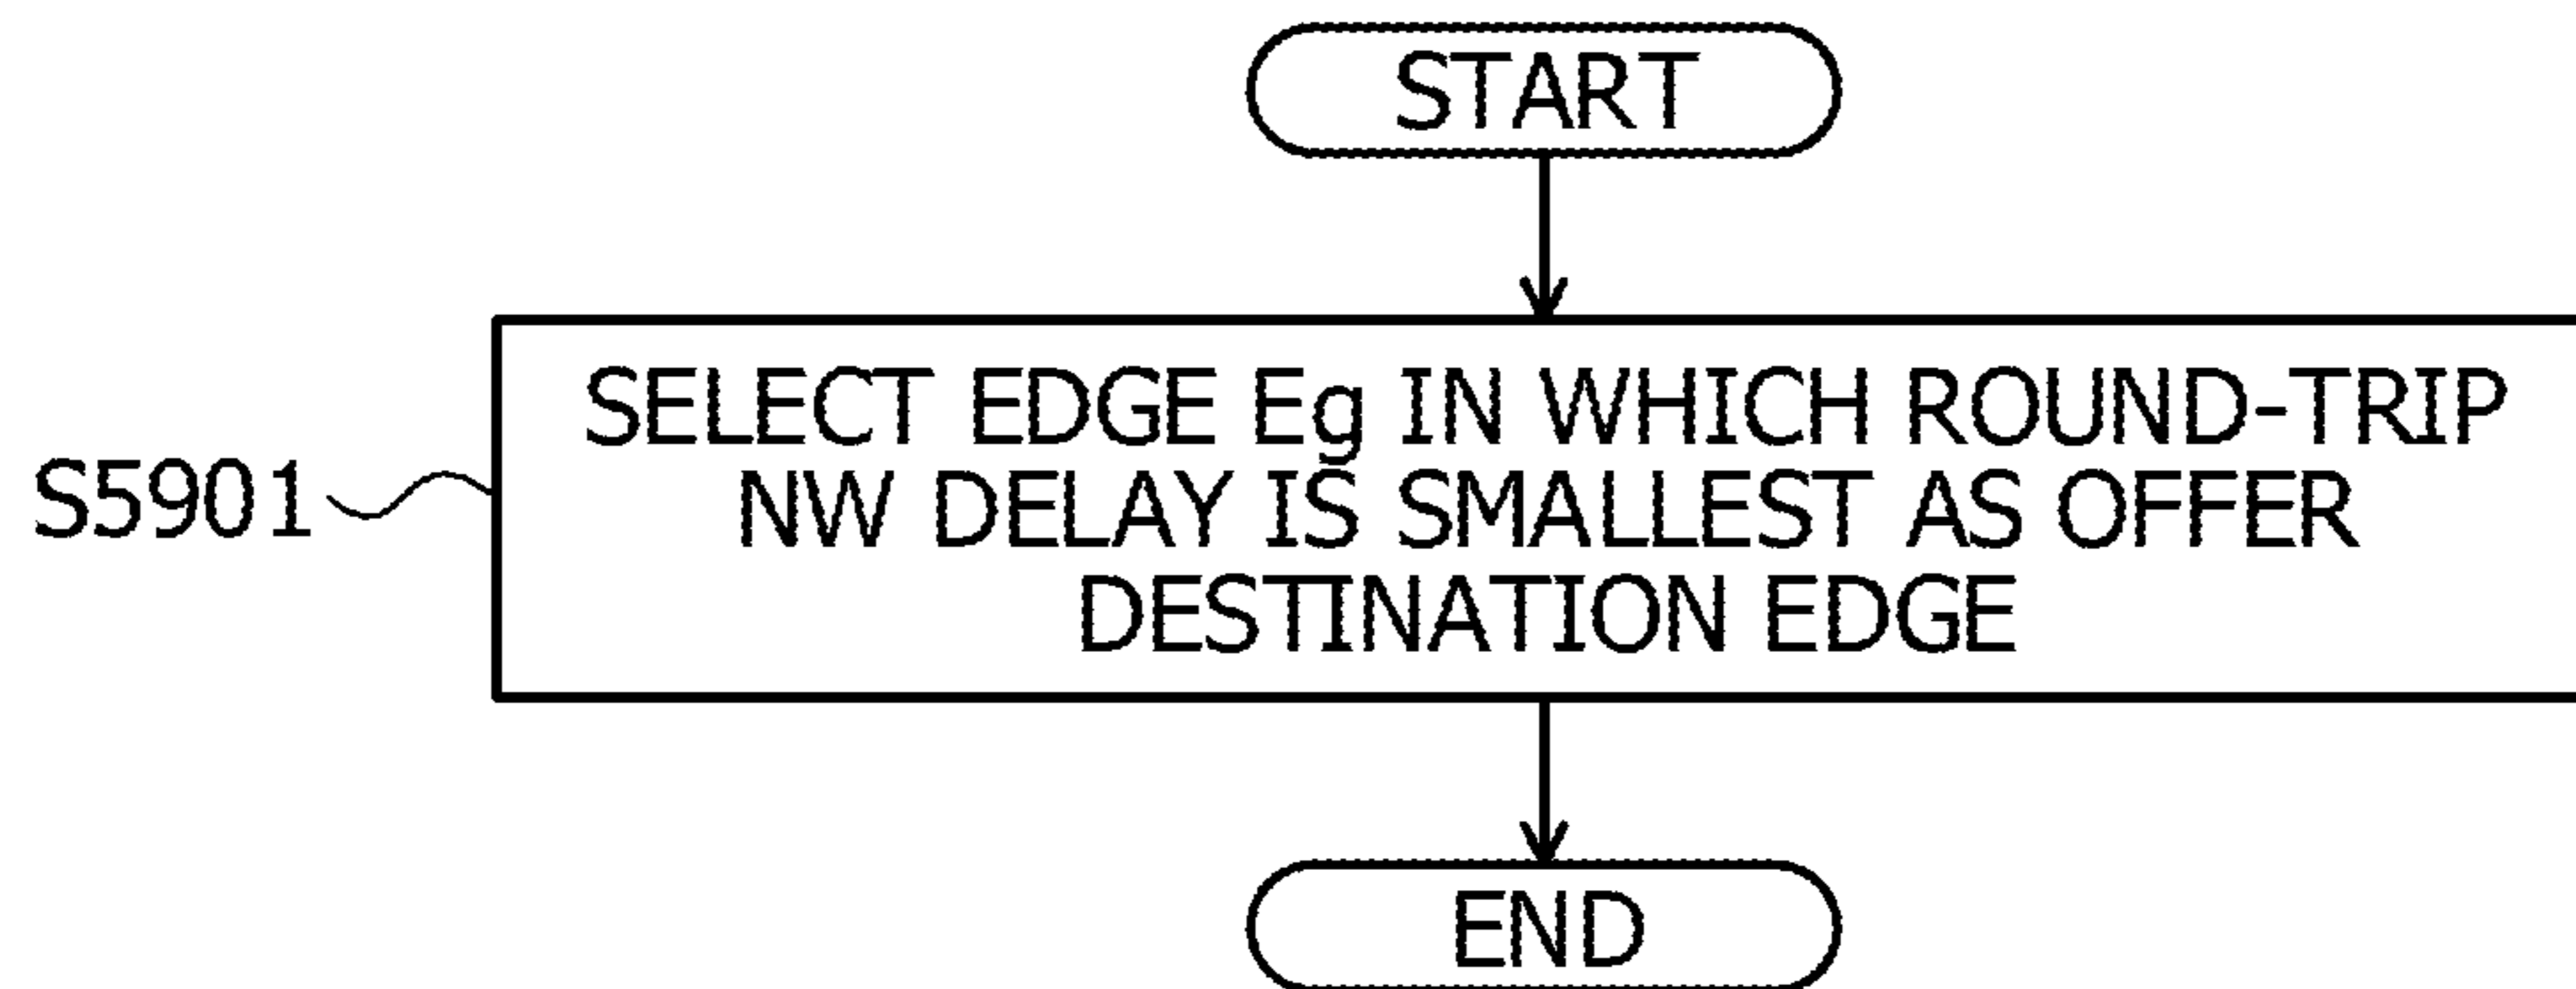 START
SELECT EDGE Eg IN WHICH ROUND-TRIP
NW DELAY IS SMALLEST AS OFFER
DESTINATION EDGE
S5901
END